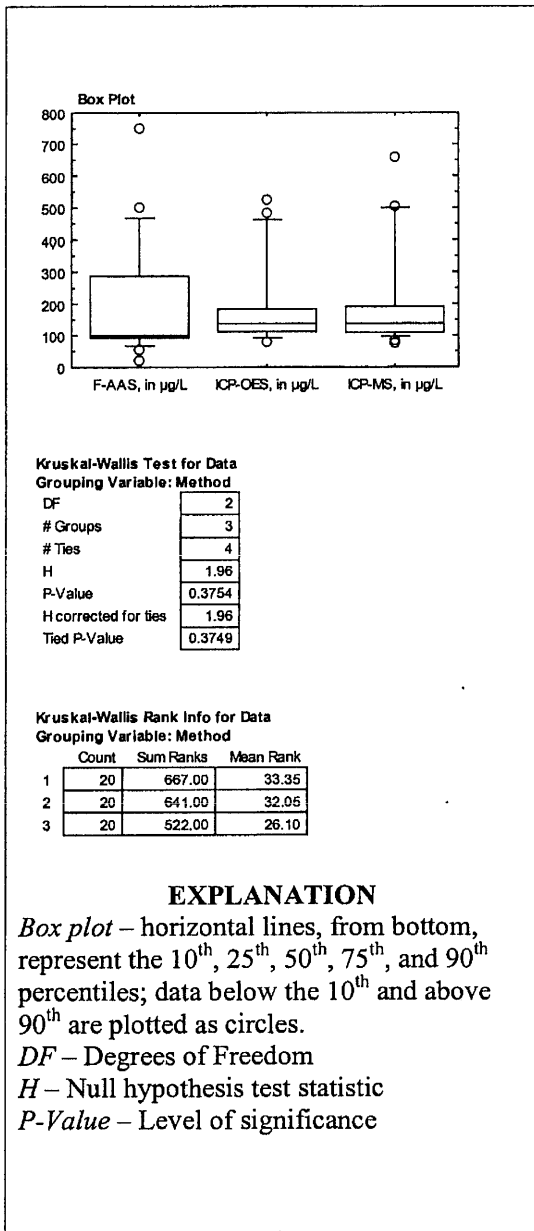 Box Plot
800
700
600
500
400
300
200
100
0
F-AAS, in µg/L ICP-OES, in µg/L ICP-MS, in µg/L
Kruskal-Wallis Test for Data
Grouping Variable: Method
DF 2
# Groups 3
# Ties 4
H 1.96
P-Value 0.3754
H corrected for ties 1.96
Tied P-Value 0.3749
Kruskal-Wallis Rank Info for Data
Grouping Variable: Method
Count Sum Ranks Mean Rank
1 20 667.00 33.35
2 20 641.00 32.05
3 20 522.00 26.10
EXPLANATION
Box plot – horizontal lines, from bottom,
represent the 10th, 25th, 50th, 75th, and 90th
percentiles; data below the 10th and above
90th are plotted as circles.
DF – Degrees of Freedom
H – Null hypothesis test statistic
P-Value – Level of significance